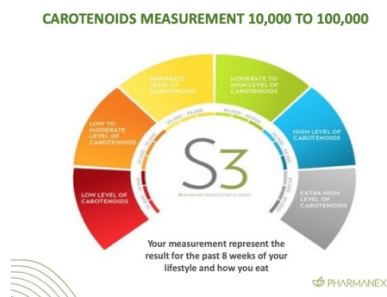 CAROTENOIDS MEASUREMENT 10,000 TO 100,000
MODERATE
LEVEL OF
CAROTENOIDS
MODERATE TO
HIGH LEVEL OF
CAROTENOIDS
LOW TO
MODERATE
LEVEL OF
CAROTENOIDS
HIGH LEVEL OF
CAROTENOIDS
LOW LEVEL OF
CAROTENOIDS
EXTRA HIGH
LEVEL OF
CAROTENOIDS
S3
Your measurement represent the
result for the past 8 weeks of your
lifestyle and how you eat
PHARMANEX